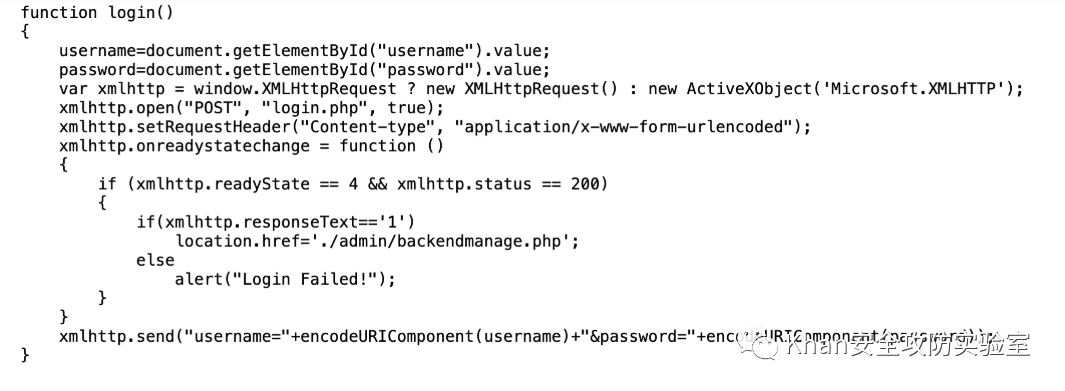 function login()
{
    username=document.getElementById("username").value;
    password=document.getElementById("password").value;
    var xmlhttp = window.XMLHttpRequest ? new XMLHttpRequest() : new ActiveXObject('Microsoft.XMLHTTP');
    xmlhttp.open("POST", "login.php", true);
    xmlhttp.setRequestHeader("Content-type", "application/x-www-form-urlencoded");
    xmlhttp.onreadystatechange = function ()
    {
        if (xmlhttp.readyState == 4 && xmlhttp.status == 200)
        {
            if(xmlhttp.responseText=='1')
                location.href='./admin/backendmanage.php';
            else
                alert("Login Failed!");
        }
    }
    xmlhttp.send("username="+encodeURIComponent(username)+"&password="+encodeURIComponent(password));
}
Khan安全攻防实验室